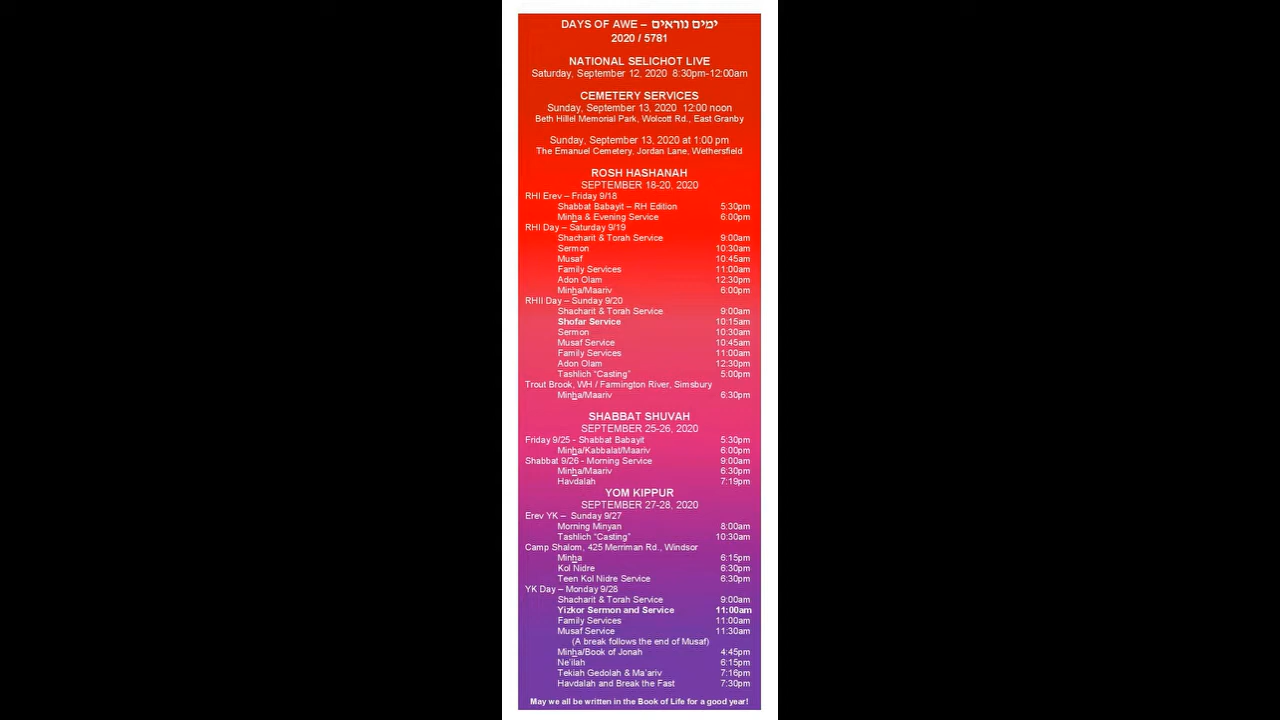 DAYS OF AWE – ימים נוראים
2020 / 5781
NATIONAL SELICHOT LIVE
Saturday, September 12, 2020 8:30pm-12:00am
CEMETERY SERVICES
Sunday, September 13, 2020 12:00 noon
Beth Hillel Memorial Park, Wolcott Rd., East Granby
Sunday, September 13, 2020 at 1:00 pm
The Emanuel Cemetery, Jordan Lane, Wethersfield
ROSH HASHANAH
SEPTEMBER 18-20, 2020
RHI Erev – Friday 9/18
Shabbat Babayit – RH Edition 5:30pm
Minha & Evening Service 6:00pm
RHI Day – Saturday 9/19
Shacharit & Torah Service 9:00am
Sermon 10:30am
Musaf 10:45am
Family Services 11:00am
Adon Olam 12:30pm
Minha/Maariv 6:00pm
RHII Day – Sunday 9/20
Shacharit & Torah Service 9:00am
Shofar Service 10:15am
Sermon 10:30am
Musaf Service 10:45am
Family Services 11:00am
Adon Olam 12:30pm
Tashlich “Casting” 5:00pm
Trout Brook, WH / Farmington River, Simsbury
Minha/Maariv 6:30pm
SHABBAT SHUVAH
SEPTEMBER 25-26, 2020
Friday 9/25 - Shabbat Babayit 5:30pm
Minha/Kabbalat/Maariv 6:00pm
Shabbat 9/26 - Morning Service 9:00am
Minha/Maariv 6:30pm
Havdalah 7:19pm
YOM KIPPUR
SEPTEMBER 27-28, 2020
Erev YK – Sunday 9/27
Morning Minyan 8:00am
Tashlich “Casting” 10:30am
Camp Shalom, 425 Merriman Rd., Windsor
Minha 6:15pm
Kol Nidre 6:30pm
Teen Kol Nidre Service 6:30pm
YK Day – Monday 9/28
Shacharit & Torah Service 9:00am
Yizkor Sermon and Service 11:00am
Family Services 11:00am
Musaf Service 11:30am
(A break follows the end of Musaf)
Minha/Book of Jonah 4:45pm
Ne’ilah 6:15pm
Tekiah Gedolah & Ma’ariv 7:16pm
Havdalah and Break the Fast 7:30pm
May we all be written in the Book of Life for a good year!